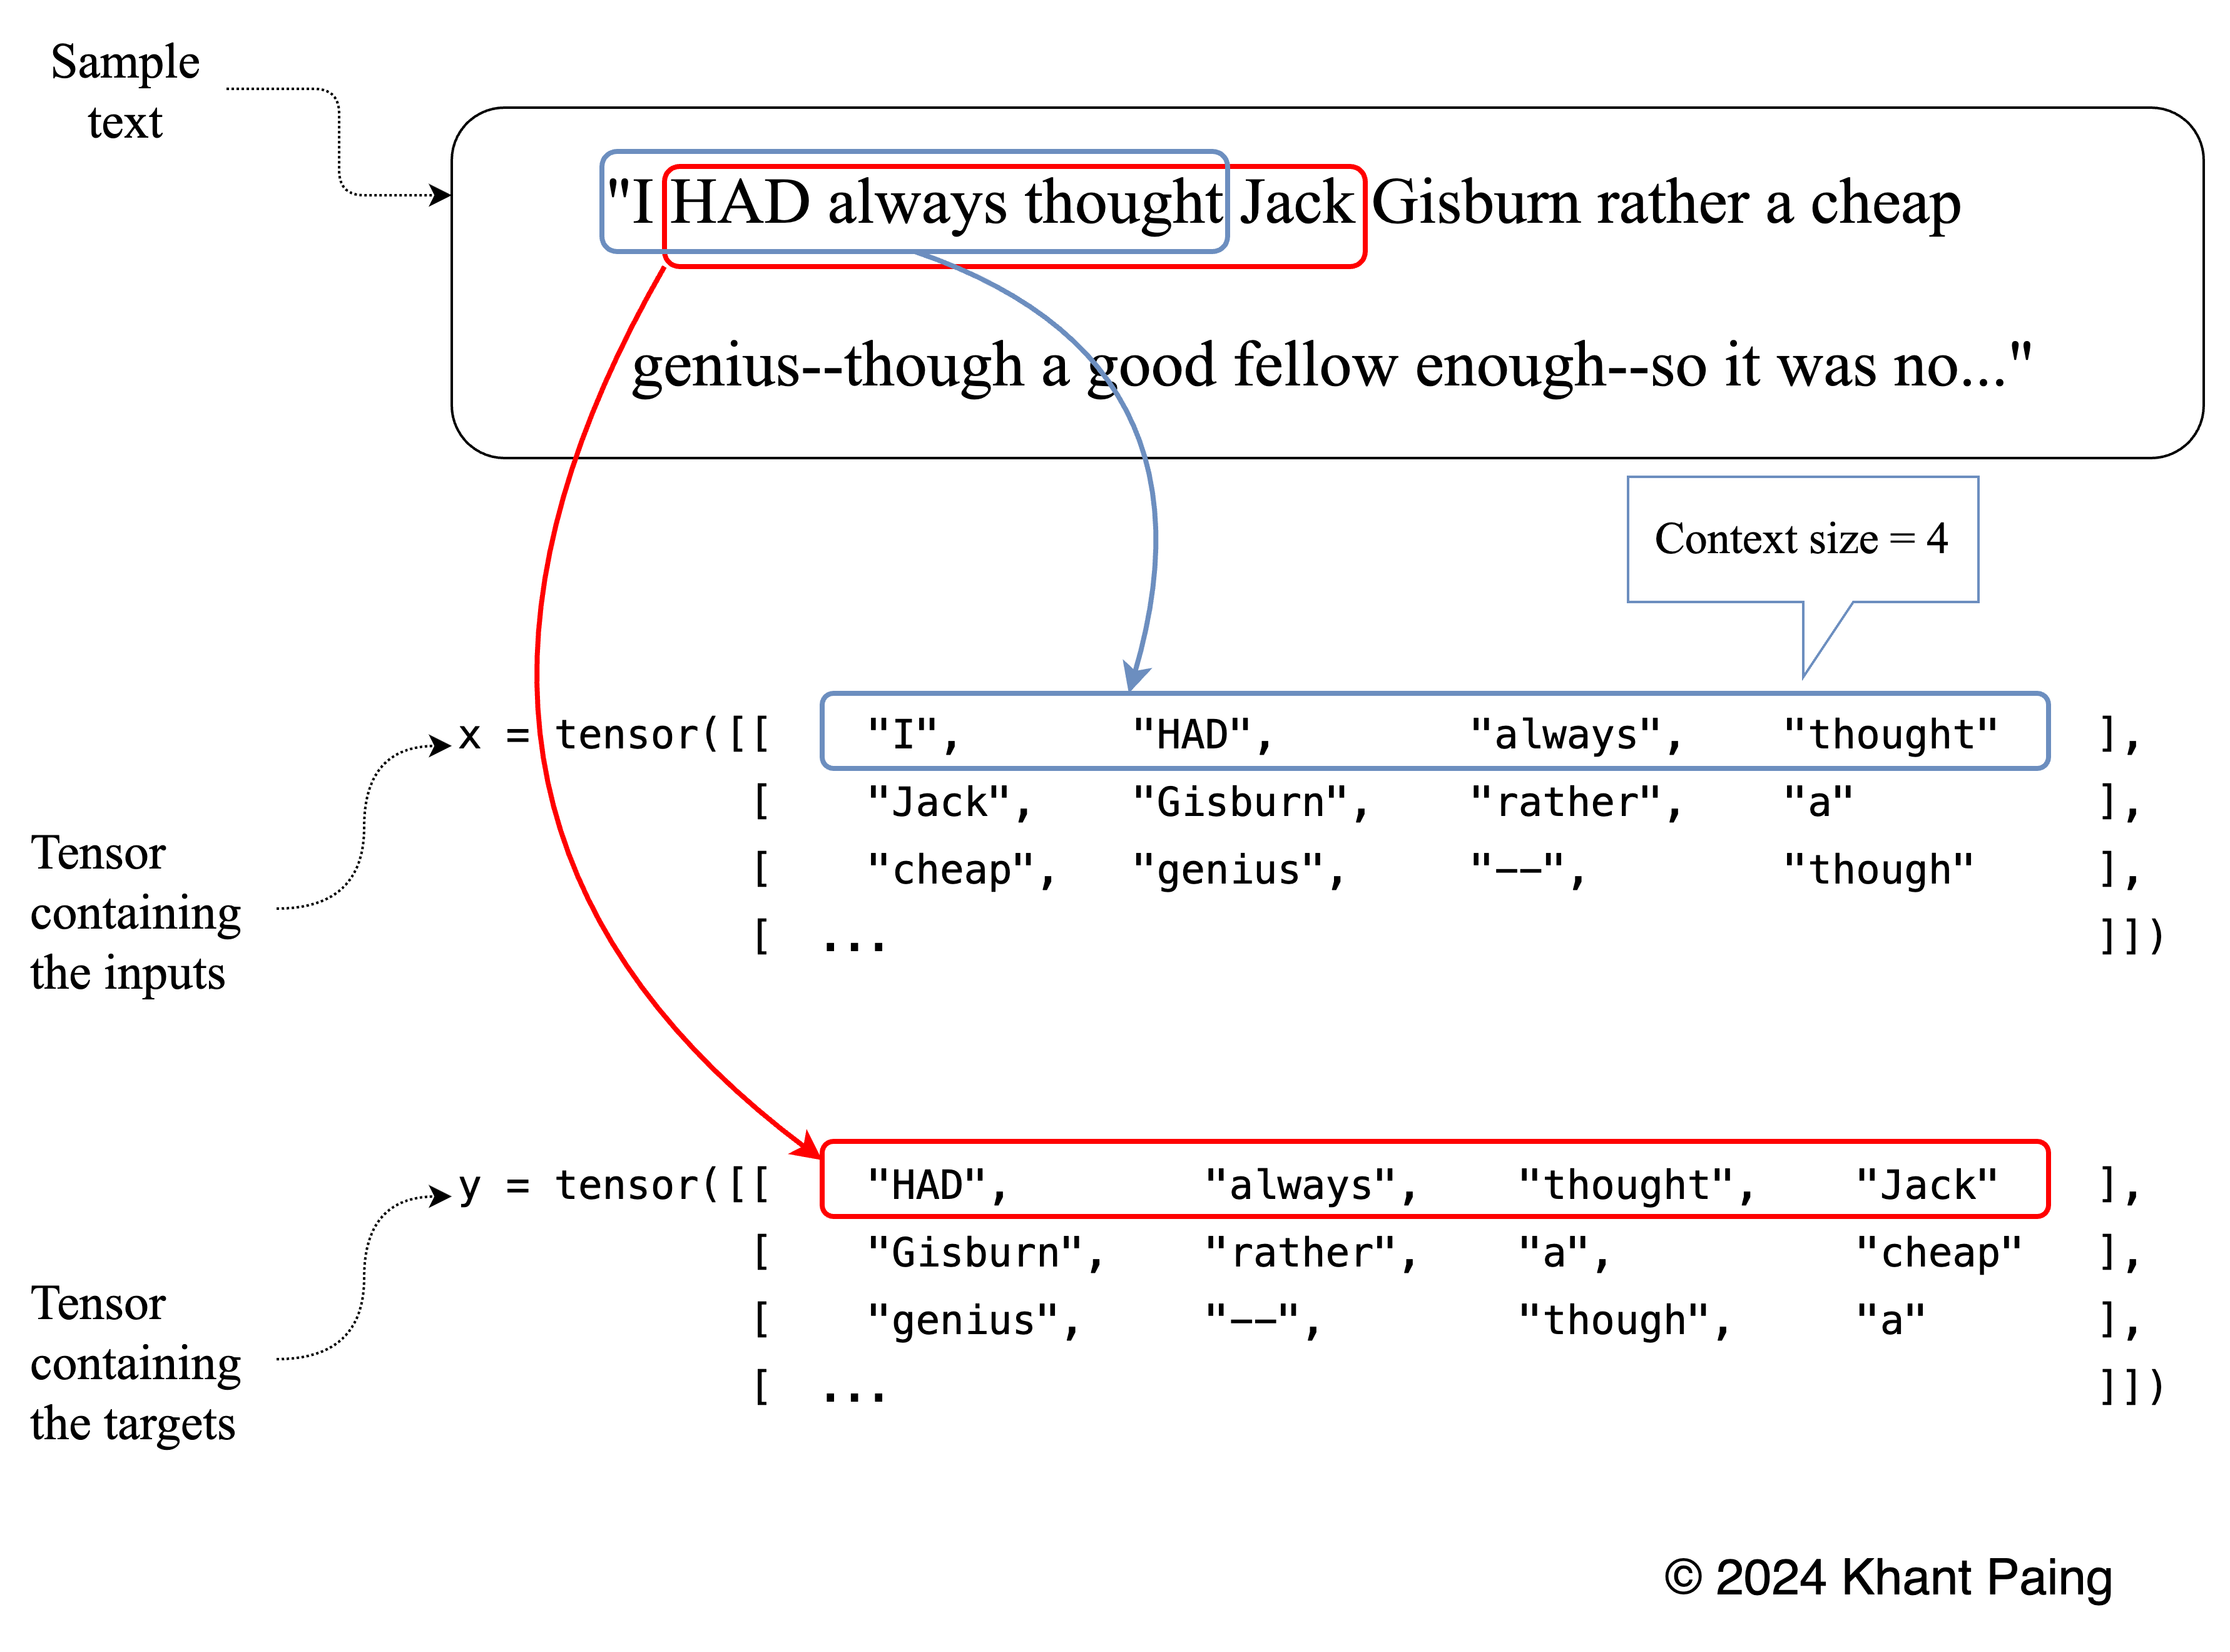 Sample
text
"I HAD always thought Jack Gisburn rather a cheap
genius--though a good fellow enough--so it was no..."
Context size = 4
x = tensor([[ "I", "HAD", "always", "thought" ],
[ "Jack", "Gisburn", "rather", "a" ],
[ "cheap", "genius", "--", "though" ],
[ ... ]])
Tensor
containing
the inputs
y = tensor([[ "HAD", "always", "thought", "Jack" ],
[ "Gisburn", "rather", "a", "cheap" ],
[ "genius", "--", "though", "a" ],
[ ... ]])
Tensor
containing
the targets
© 2024 Khant Paing